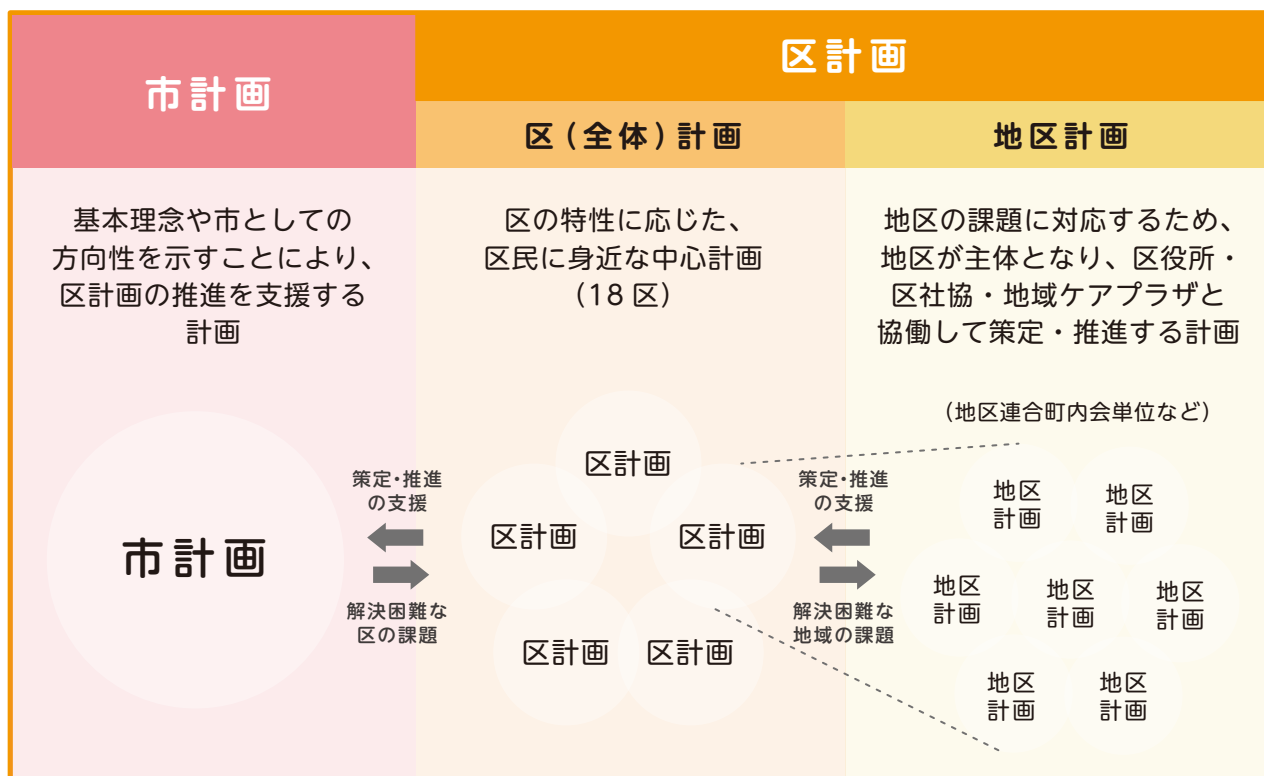 市計画
区計画
区(全体)計画
地区計画
基本理念や市としての
方向性を示すことにより、
区計画の推進を支援する
計画
区の特性に応じた、
区民に身近な中心計画
(18区)
地区の課題に対応するため、
地区が主体となり、区役所・
区社協・地域ケアプラザと
協働して策定・推進する計画
(地区連合町内会単位など)
市計画
策定・推進
の支援
解決困難な
区の課題
区計画
区計画
区計画
区計画
区計画
策定・推進
の支援
解決困難な
地域の課題
地区
計画
地区
計画
地区
計画
地区
計画
地区
計画
地区
計画
地区
計画